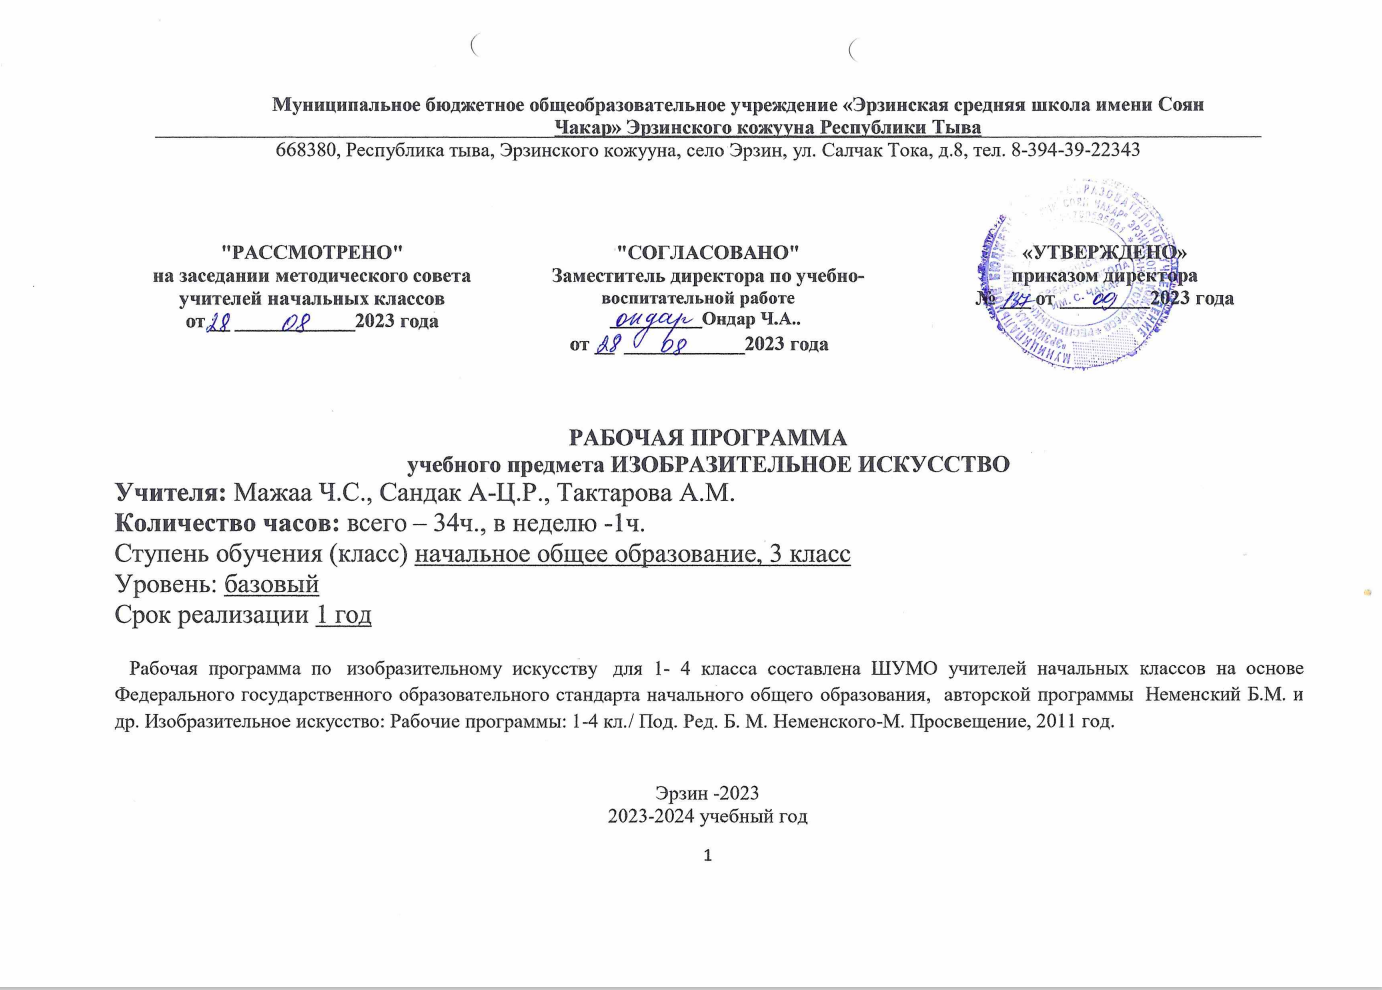 Муниципальное бюджетное общеобразовательное учреждение «Эрзинская средняя школа имени Соян
Чакар» Эрзинского кожууна Республики Тыва
668380, Республика тыва, Эрзинского кожууна, село Эрзин, ул. Салчак Тока, д.8, тел. 8-394-39-22343
"РАССМОТРЕНО"
на заседании методического совета
учителей начальных классов
от 28 08 2023 года
"СОГЛАСОВАНО"
Заместитель директора по учебно-
воспитательной работе
ондар Ондар Ч.А..
от 28 08 2023 года
«УТВЕРЖДЕНО»
приказом директора
№ 137 от 09 2023 года
РАБОЧАЯ ПРОГРАММА
учебного предмета ИЗОБРАЗИТЕЛЬНОЕ ИСКУССТВО
Учителя: Мажаа Ч.С., Сандак А-Ц.Р., Тактарова А.М.
Количество часов: всего – 34ч., в неделю -1ч.
Ступень обучения (класс) начальное общее образование, 3 класс
Уровень: базовый
Срок реализации 1 год
Рабочая программа по изобразительному искусству для 1- 4 класса составлена ШУМО учителей начальных классов на основе
Федерального государственного образовательного стандарта начального общего образования, авторской программы Неменский Б.М. и
др. Изобразительное искусство: Рабочие программы: 1-4 кл./ Под. Ред. Б. М. Неменского-М. Просвещение, 2011 год.
Эрзин -2023
2023-2024 учебный год
1